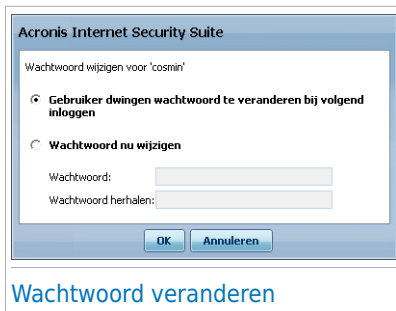 Acronis Internet Security Suite
Wachtwoord wijzigen voor 'cosmin'
Gebruiker dwingen wachtwoord te veranderen bij volgend
inloggen
Wachtwoord nu wijzigen
Wachtwoord:
Wachtwoord herhalen:
OK
Annuleren
Wachtwoord veranderen